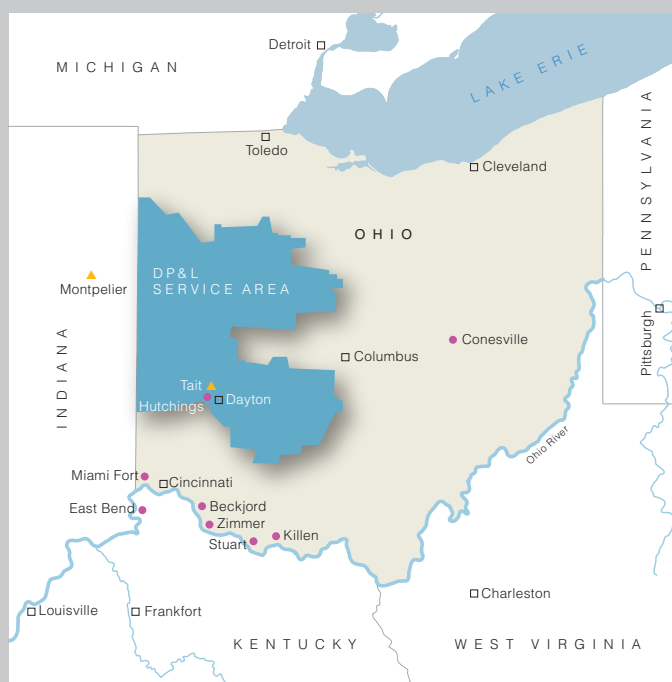 Detroit
MICHIGAN
LAKE ERIE
Toledo
Cleveland
PENNSYLVANIA
OHIO
DP&L
SERVICE AREA
Montpelier
Pittsburgh
INDIANA
Conesville
Columbus
Tait
Hutchings
Dayton
Ohio River
Miami Fort
Cincinnati
East Bend
Beckjord
Zimmer
Stuart
Killen
Louisville
Frankfort
Charleston
KENTUCKY
WEST VIRGINIA